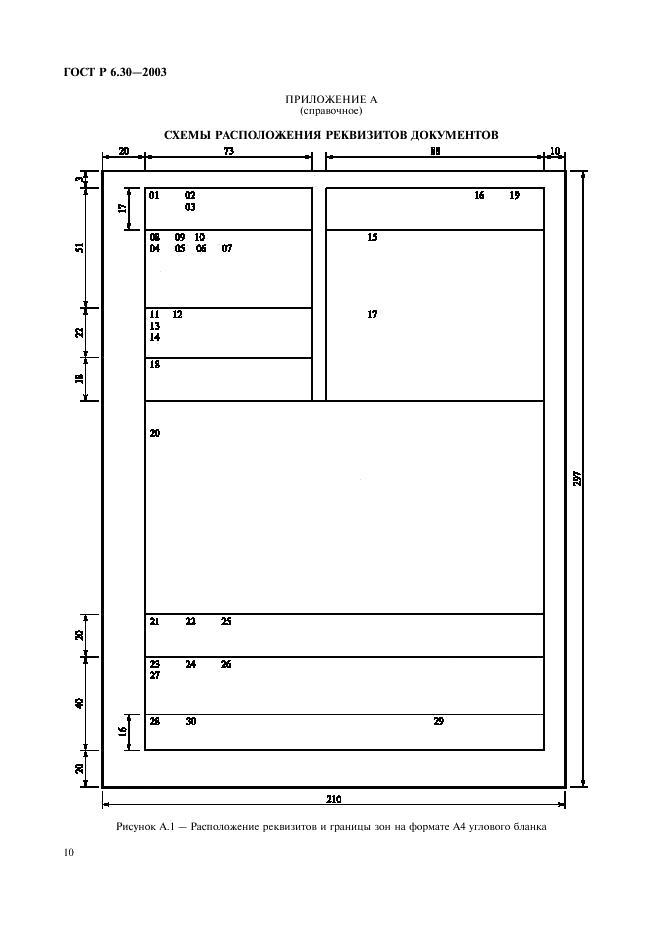 ГОСТ Р 6.30—2003
ПРИЛОЖЕНИЕ А
(справочное)
СХЕМЫ РАСПОЛОЖЕНИЯ РЕКВИЗИТОВ ДОКУМЕНТОВ
20 73 88 10
3
17 01 02 16 19
03
51 08 09 10 15
04 05 06 07
22 11 12 17
13
14
18 18
20
297
20 21 22 25
40 23 24 26
27
16 28 30 29
20
210
Рисунок А.1 — Расположение реквизитов и границы зон на формате А4 углового бланка
10